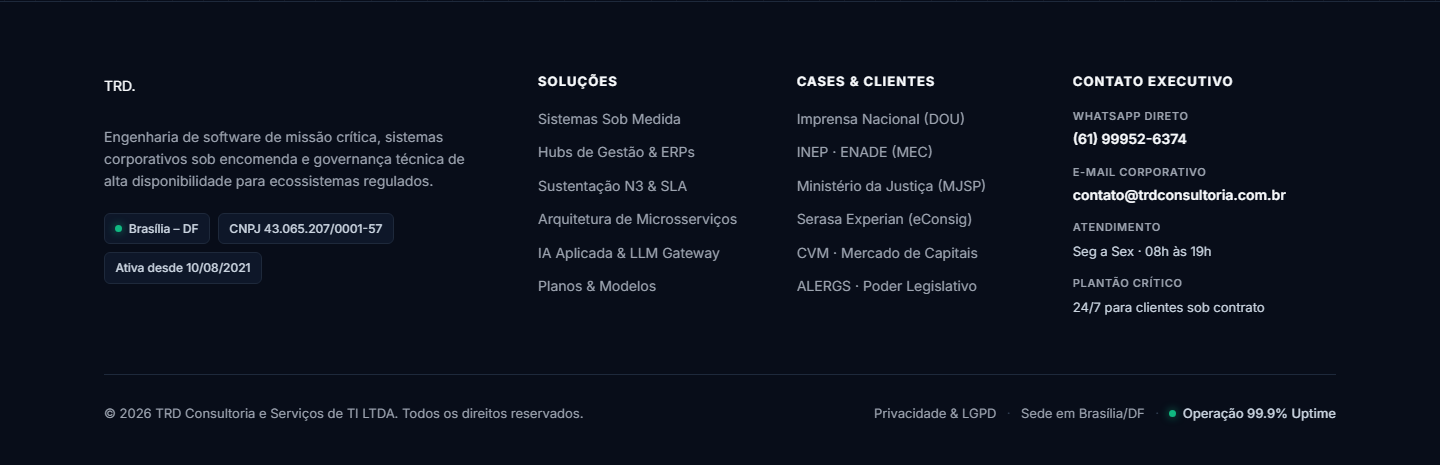 TRD.
Engenharia de software de missão crítica, sistemas
corporativos sob encomenda e governança técnica de
alta disponibilidade para ecossistemas regulados.
Brasília – DF
CNPJ 43.065.207/0001-57
Ativa desde 10/08/2021
SOLUÇÕES
Sistemas Sob Medida
Hubs de Gestão & ERPs
Sustentação N3 & SLA
Arquitetura de Microsserviços
IA Aplicada & LLM Gateway
Planos & Modelos
CASES & CLIENTES
Imprensa Nacional (DOU)
INEP · ENADE (MEC)
Ministério da Justiça (MJSP)
Serasa Experian (eConsig)
CVM · Mercado de Capitais
ALERGS · Poder Legislativo
CONTATO EXECUTIVO
WHATSAPP DIRETO
(61) 99952-6374
E-MAIL CORPORATIVO
contato@trdconsultoria.com.br
ATENDIMENTO
Seg a Sex · 08h às 19h
PLANTÃO CRÍTICO
24/7 para clientes sob contrato
© 2026 TRD Consultoria e Serviços de TI LTDA. Todos os direitos reservados.
Privacidade & LGPD · Sede em Brasília/DF · Operação 99.9% Uptime